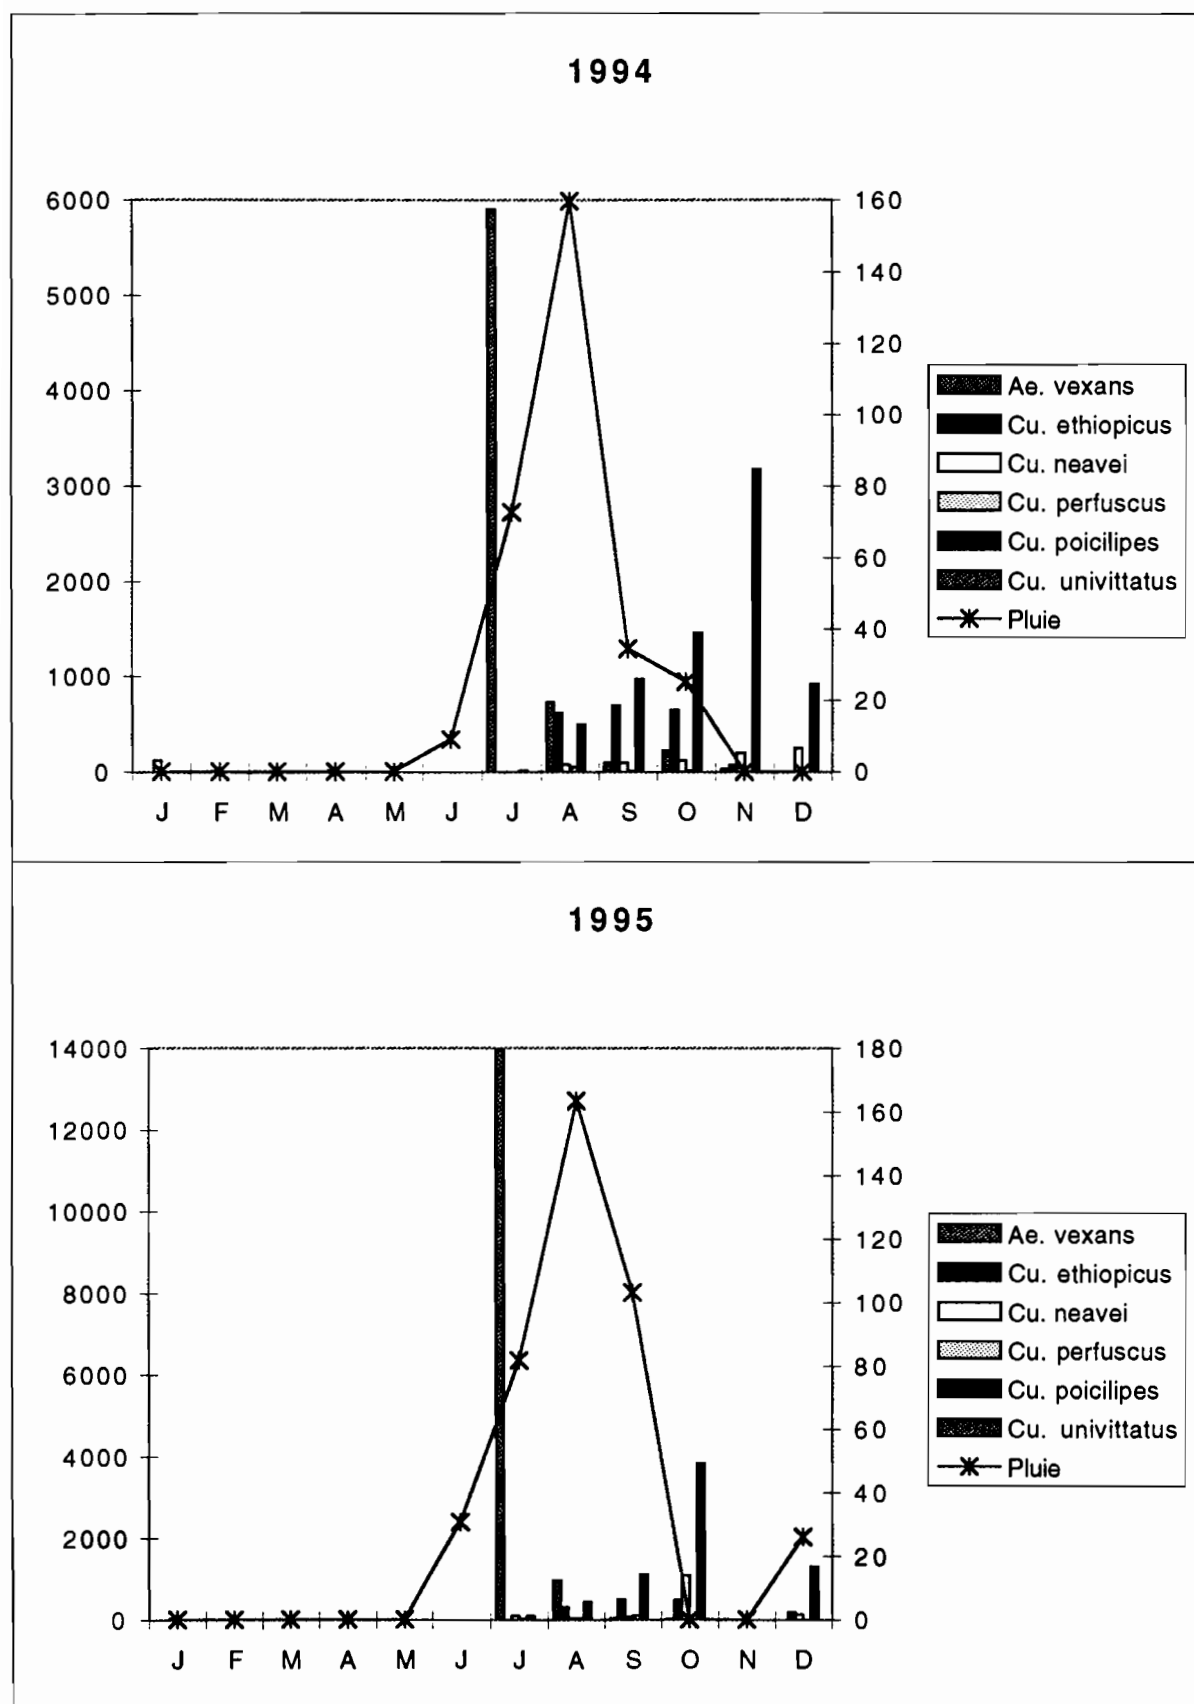 1994
6000
5000
4000
3000
2000
1000
0
160
140
120
100
80
60
40
20
0
J F M A M J J A S O N D
Ae. vexans
Cu. ethiopicus
Cu. neavei
Cu. perfuscus
Cu. poicilipes
Cu. univittatus
Pluie
1995
14000
12000
10000
8000
6000
4000
2000
0
180
160
140
120
100
80
60
40
20
0
J F M A M J J A S O N D
Ae. vexans
Cu. ethiopicus
Cu. neavei
Cu. perfuscus
Cu. poicilipes
Cu. univittatus
Pluie